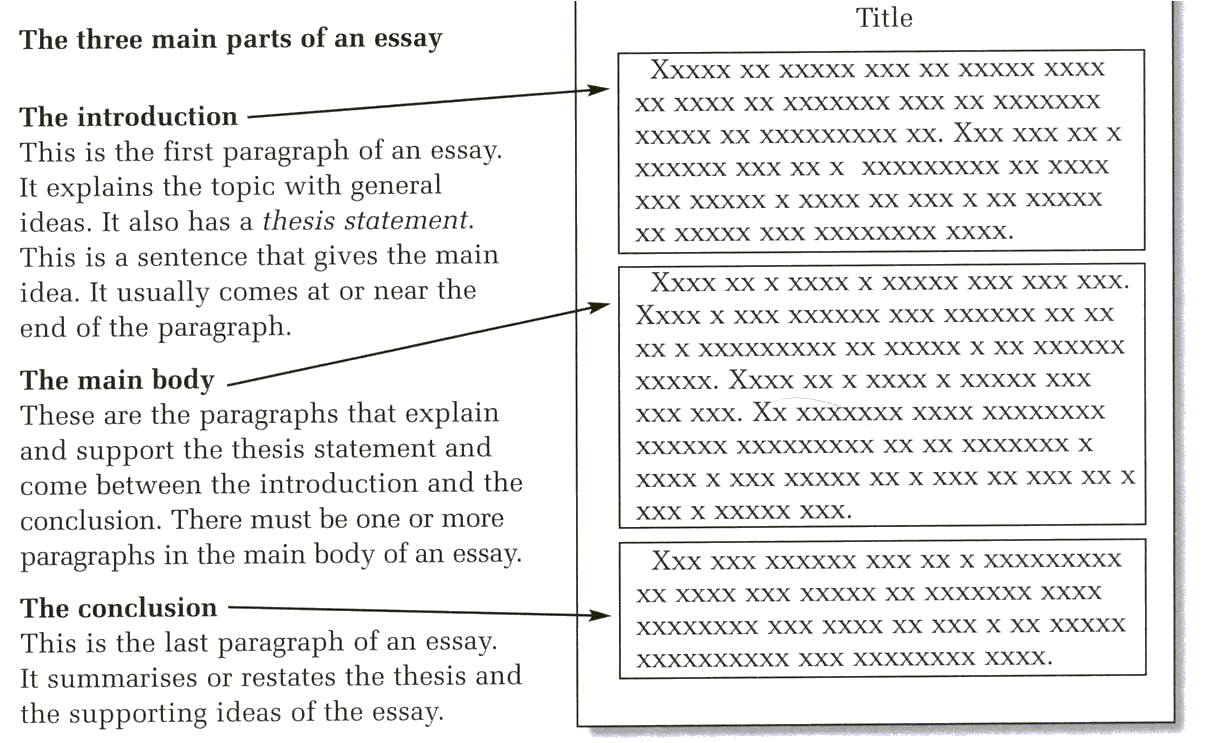 The three main parts of an essay
The introduction
This is the first paragraph of an essay.
It explains the topic with general
ideas. It also has a thesis statement.
This is a sentence that gives the main
idea. It usually comes at or near the
end of the paragraph.
The main body
These are the paragraphs that explain
and support the thesis statement and
come between the introduction and the
conclusion. There must be one or more
paragraphs in the main body of an essay.
The conclusion
This is the last paragraph of an essay.
It summarises or restates the thesis and
the supporting ideas of the essay.
Title
Xxxxx xx xxxxx xxx xx xxxxx xxxx
xx xxxx xx xxxxxxx xxx xx xxxxxxx
xxxxx xx xxxxxxxxx xx. Xxx xxx xx x
xxxxxx xxx xx x xxxxxxxxx xx xxxx
xxx xxxxx x xxxx xx xxx x xx xxxxx
xx xxxxx xxx xxxxxxxx xxxx.
Xxxx xx x xxxx x xxxxx xxx xxx xxx.
Xxxx x xxx xxxxxx xxx xxxxxx xx xx
xx x xxxxxxxxx xx xxxxx x xx xxxxxx
xxxxx. Xxxx xx x xxxx x xxxxx xxx
xxx xxx. Xx xxxxxxx xxxx xxxxxxxx
xxxxxx xxxxxxxxx xx xx xxxxxxx x
xxxx x xxx xxxxx xx x xxx xx xxx xx x
xxx x xxxxx xxx.
Xxx xxx xxxxxx xxx xx x xxxxxxxxx
xx xxxx xxx xxxxx xx xxxxxxx xxxx
xxxxxxxx xxx xxxx xx xxx x xx xxxxx
xxxxxxxxxx xxx xxxxxxxx xxxx.